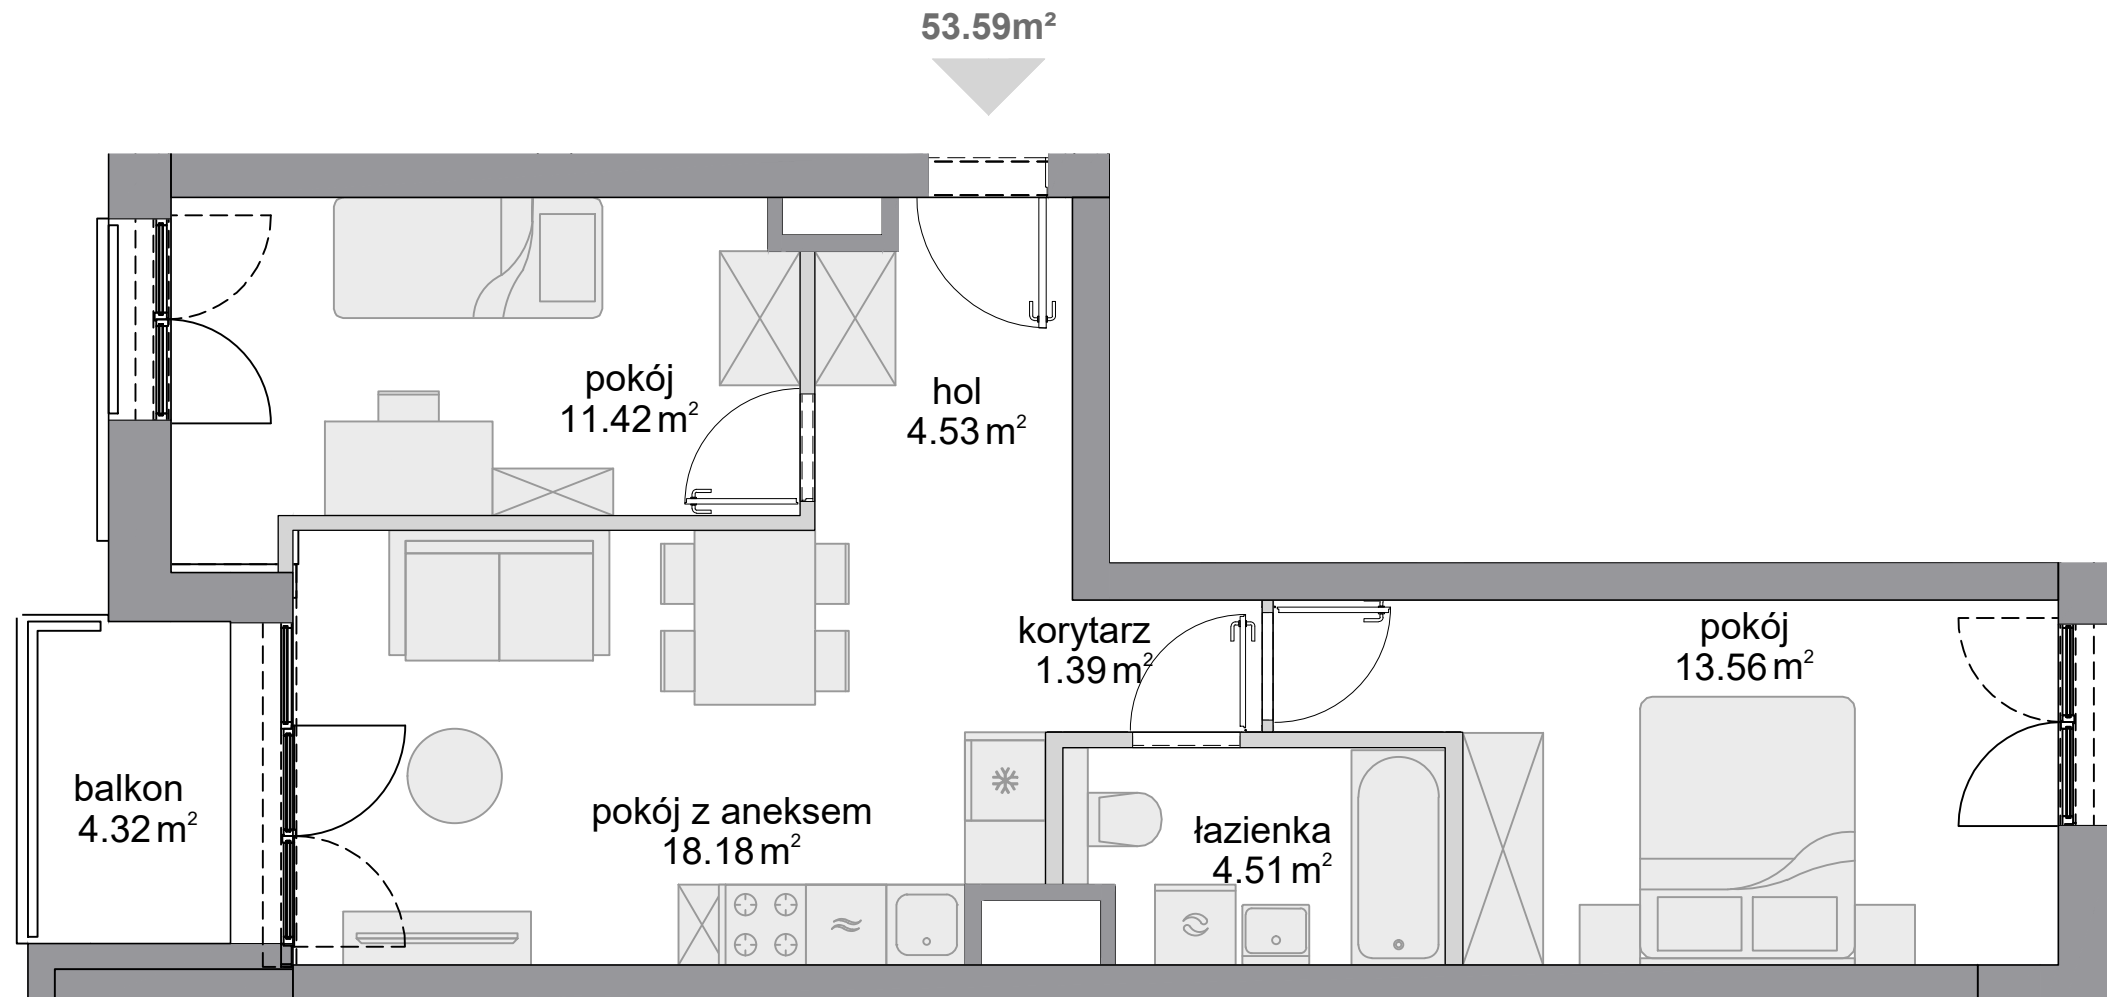 53.59m²
pokój
11.42 m²
hol
4.53 m²
korytarz
1.39 m²
pokój
13.56 m²
balkon
4.32 m²
pokój z aneksem
18.18 m²
łazienka
4.51 m²